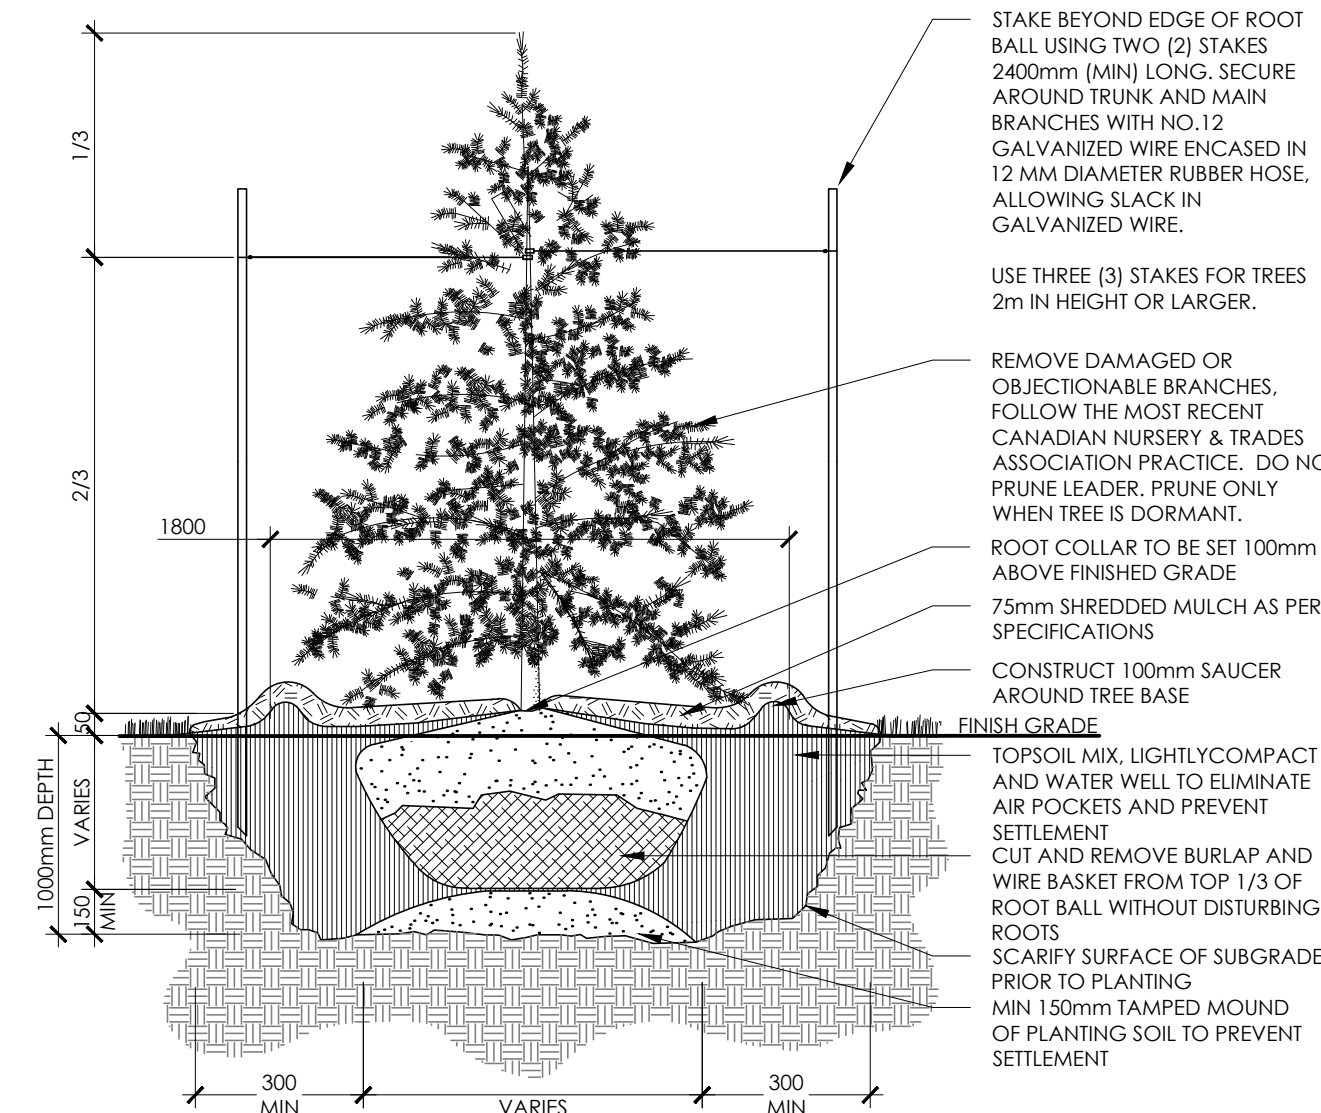 STAKE BEYOND EDGE OF ROOT
BALL USING TWO (2) STAKES
2400mm (MIN) LONG. SECURE
AROUND TRUNK AND MAIN
BRANCHES WITH NO.12
GALVANIZED WIRE ENCASED IN
12 MM DIAMETER RUBBER HOSE,
ALLOWING SLACK IN
GALVANIZED WIRE.
USE THREE (3) STAKES FOR TREES
2m IN HEIGHT OR LARGER.
REMOVE DAMAGED OR
OBJECTIONABLE BRANCHES,
FOLLOW THE MOST RECENT
CANADIAN NURSERY & TRADES
ASSOCIATION PRACTICE.  DO NO
PRUNE LEADER. PRUNE ONLY
WHEN TREE IS DORMANT.
ROOT COLLAR TO BE SET 100mm
ABOVE FINISHED GRADE
75mm SHREDDED MULCH AS PER
SPECIFICATIONS
CONSTRUCT 100mm SAUCER
AROUND TREE BASE
FINISH GRADE
TOPSOIL MIX, LIGHTLYCOMPACT
AND WATER WELL TO ELIMINATE
AIR POCKETS AND PREVENT
SETTLEMENT
CUT AND REMOVE BURLAP AND
WIRE BASKET FROM TOP 1/3 OF
ROOT BALL WITHOUT DISTURBING
ROOTS
SCARIFY SURFACE OF SUBGRADE
PRIOR TO PLANTING
MIN 150mm TAMPED MOUND
OF PLANTING SOIL TO PREVENT
SETTLEMENT
1/3
2/3
1800
50
1000mm DEPTH
VARIES
150
MIN
300
MIN
VARIES
300
MIN